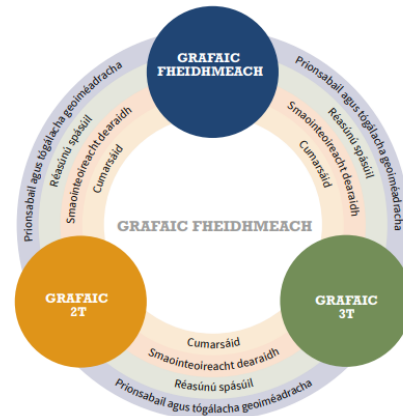 GRAFAIC
FHEIDHMEACH
Prionsabail agus tógálacha geoiméadracha
Réasúnú spásúil
Smaointeoireacht dearaidh
Cumarsáid
Prionsabail agus tógálacha geoiméadracha
Réasúnú spásúil
Smaointeoireacht dearaidh
Cumarsáid
GRAFAIC FHEIDHMEACH
GRAFAIC
2T
GRAFAIC
3T
Cumarsáid
Smaointeoireacht dearaidh
Réasúnú spásúil
Prionsabail agus tógálacha geoiméadracha